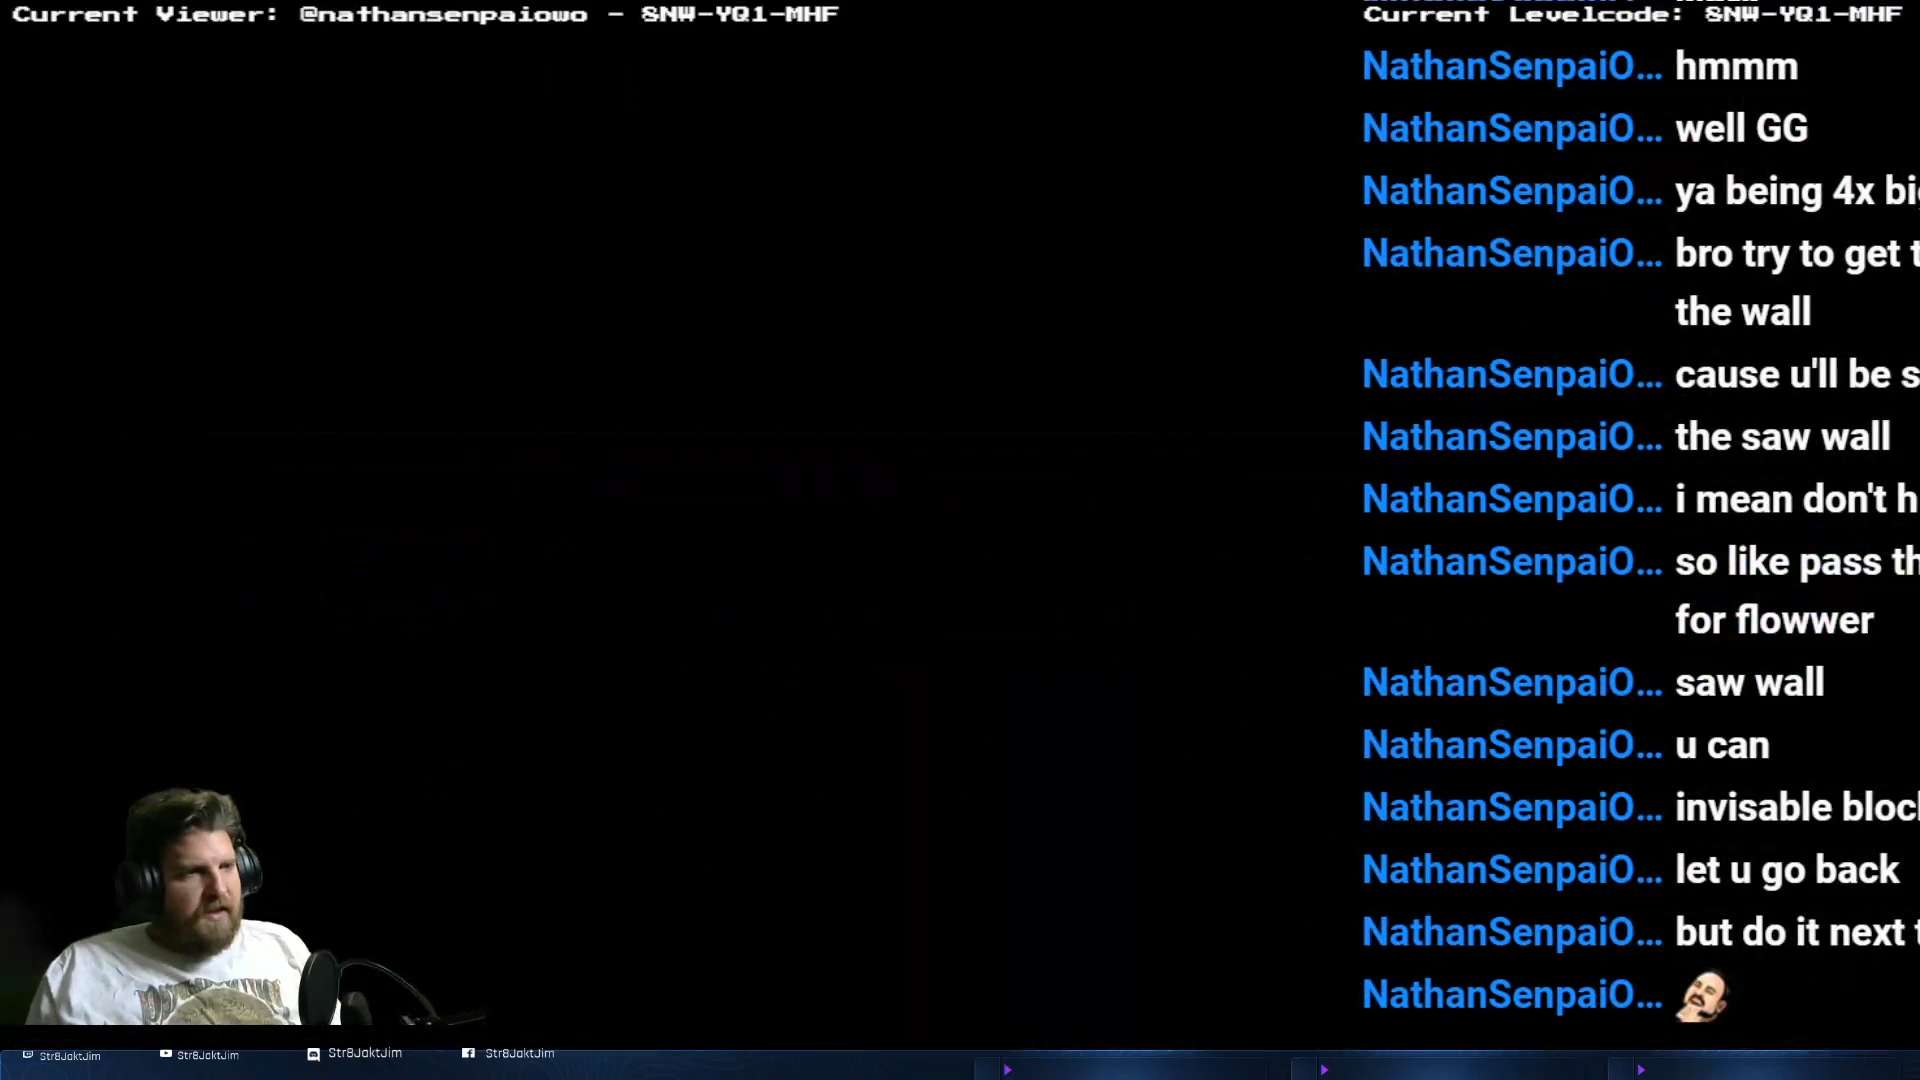 Current Viewer: @nathansenpaiowo - 8NW-YQ1-MHF
Current Levelcode: 8NW-YQ1-MHF
NathanSenpaiO... hmmm
NathanSenpaiO... well GG
NathanSenpaiO... ya being 4x
NathanSenpaiO... bro try to get
the wall
NathanSenpaiO... cause u'll be
NathanSenpaiO... the saw wall
NathanSenpaiO... i mean don't
NathanSenpaiO... so like pass
for flowwer
NathanSenpaiO... saw wall
NathanSenpaiO... u can
NathanSenpaiO... invisable
NathanSenpaiO... let u go back
NathanSenpaiO... but do it next
NathanSenpaiO...
Str8JaktJim Str8JaktJim Str8JaktJim Str8JaktJim